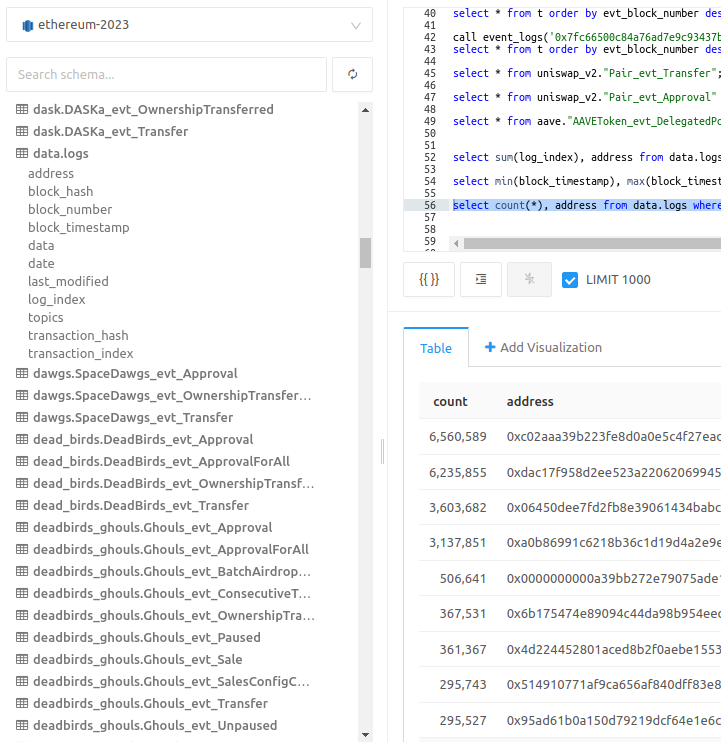 ethereum-2023
Search schema...
dask.DASKa_evt_OwnershipTransferred
dask.DASKa_evt_Transfer
data.logs
address
block_hash
block_number
block_timestamp
data
date
last_modified
log_index
topics
transaction_hash
transaction_index
dawgs.SpaceDawgs_evt_Approval
dawgs.SpaceDawgs_evt_OwnershipTransfer...
dawgs.SpaceDawgs_evt_Transfer
dead_birds.DeadBirds_evt_Approval
dead_birds.DeadBirds_evt_ApprovalForAll
dead_birds.DeadBirds_evt_OwnershipTransf...
dead_birds.DeadBirds_evt_Transfer
deadbirds_ghouls.Ghouls_evt_Approval
deadbirds_ghouls.Ghouls_evt_ApprovalForAll
deadbirds_ghouls.Ghouls_evt_BatchAirdrop...
deadbirds_ghouls.Ghouls_evt_ConsecutiveT...
deadbirds_ghouls.Ghouls_evt_OwnershipTra...
deadbirds_ghouls.Ghouls_evt_Paused
deadbirds_ghouls.Ghouls_evt_Sale
deadbirds_ghouls.Ghouls_evt_SalesConfigC...
deadbirds_ghouls.Ghouls_evt_Transfer
deadbirds_ghouls.Ghouls_evt_Unpaused
40 select * from t order by evt_block_number des
41
42 call event_logs('0x7fc66500c84a76ad7e9c93437b
43 select * from t order by evt_block_number des
44
45 select * from uniswap_v2."Pair_evt_Transfer";
46
47 select * from uniswap_v2."Pair_evt_Approval"
48
49 select * from aave."AAVEToken_evt_DelegatedPo
50
51
52 select sum(log_index), address from data.logs
53
54 select min(block_timestamp), max(block_timest
55
56 select count(*), address from data.logs where
57
58
59
{{ }}
LIMIT 1000
Table
+ Add Visualization
count address
6,560,589 0xc02aaa39b223fe8d0a0e5c4f27eac
6,235,855 0xdac17f958d2ee523a22062069945
3,603,682 0x06450dee7fd2fb8e39061434babc
3,137,851 0xa0b86991c6218b36c1d19d4a2e9e
506,641 0x0000000000a39bb272e79075ade1
367,531 0x6b175474e89094c44da98b954eec
361,367 0x4d224452801aced8b2f0aebe1553
295,743 0x514910771af9ca656af840dff83e8
295,527 0x95ad61b0a150d79219dcf64e1e6c